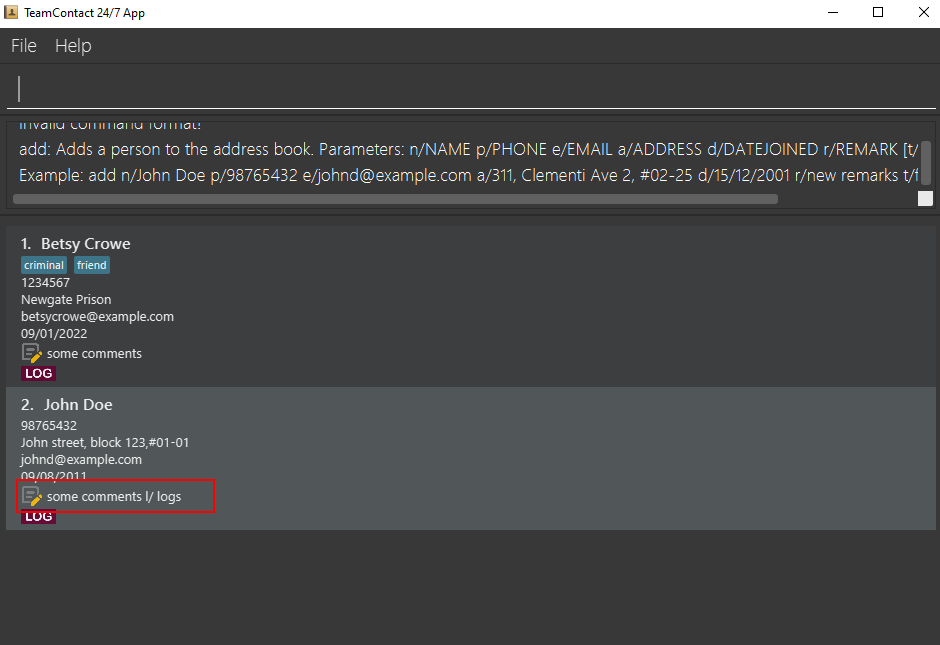 TeamContact 24/7 App
File Help
Invalid command format!
add: Adds a person to the address book. Parameters: n/NAME p/PHONE e/EMAIL a/ADDRESS d/DATEJOINED r/REMARK [t/
Example: add n/John Doe p/98765432 e/johnd@example.com a/311, Clementi Ave 2, #02-25 d/15/12/2001 r/new remarks t/f
1. Betsy Crowe
criminal friend
1234567
Newgate Prison
betsycrowe@example.com
09/01/2022
some comments
LOG
2. John Doe
98765432
John street, block 123,#01-01
johnd@example.com
09/08/2011
some comments l/ logs
LOG